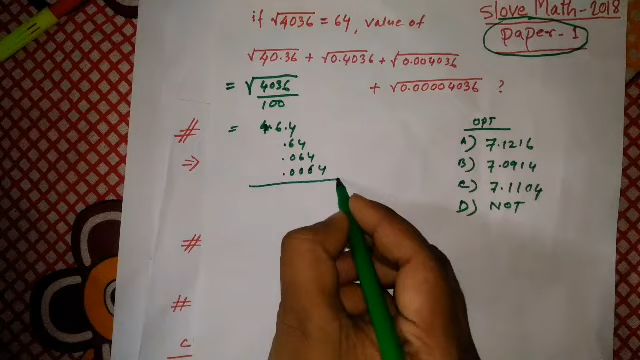 Slove Math-2018
paper-1
if √4036 = 64, value of
√40.36 + √0.4036 + √0.004036
+ √0.00004036 ?
= √4036/100
= 6.4
.64
.064
.0064
#
⇒
#
#
c
OPT
A) 7.1216
B) 7.0914
C) 7.1104
D) NOT